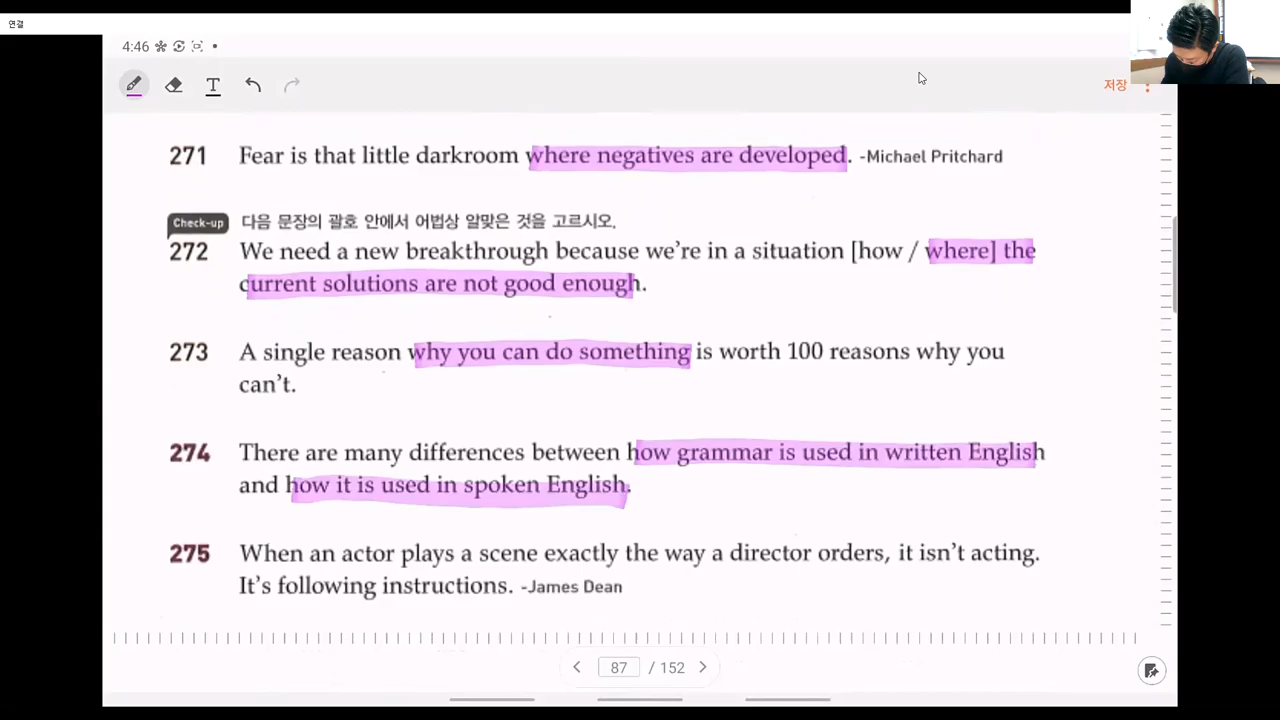 연결
4:46
T
저장
271 Fear is that little darkroom where negatives are developed. -Michael Pritchard
Check-up 다음 문장의 괄호 안에서 어법상 알맞은 것을 고르시오.
272 We need a new breakthrough because we're in a situation [how / where] the
current solutions are not good enough.
273 A single reason why you can do something is worth 100 reasons why you
can't.
274 There are many differences between how grammar is used in written English
and how it is used in spoken English.
275 When an actor plays a scene exactly the way a director orders, it isn't acting.
It's following instructions. -James Dean
87 / 152